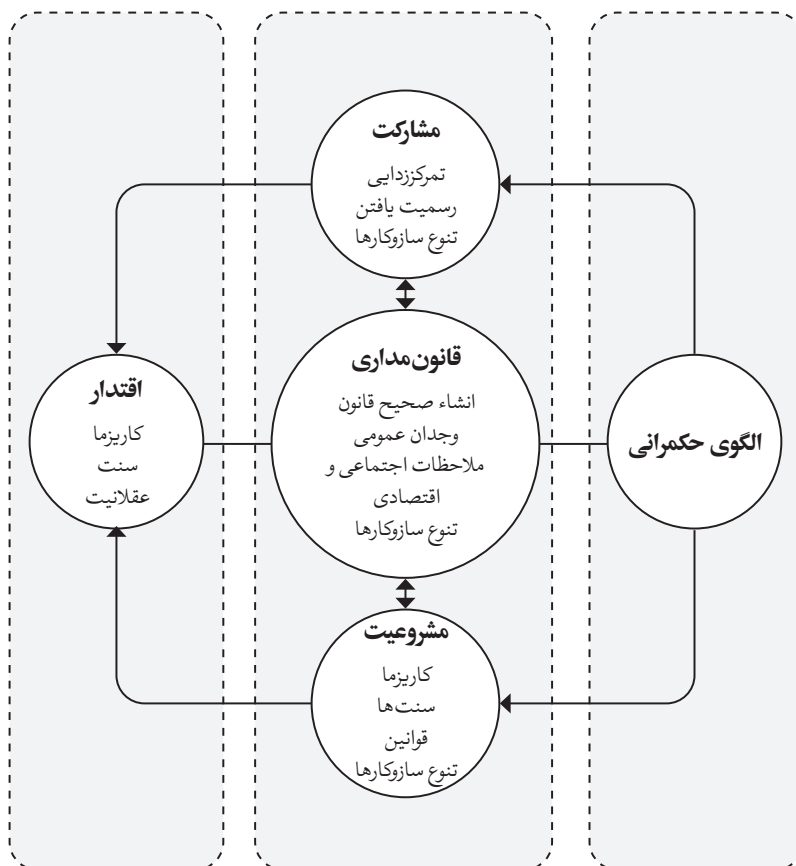 مشارکت
تمرکززدایی
رسمیت یافتن
تنوع سازوکارها
الگوی حکمرانی
قانون‌مداری
انشاء صحیح قانون
وجدان عمومی
ملاحظات اجتماعی و
اقتصادی
تنوع سازوکارها
اقتدار
کاریزما
سنت
عقلانیت
مشروعیت
کاریزما
سنت‌ها
قوانین
تنوع سازوکارها